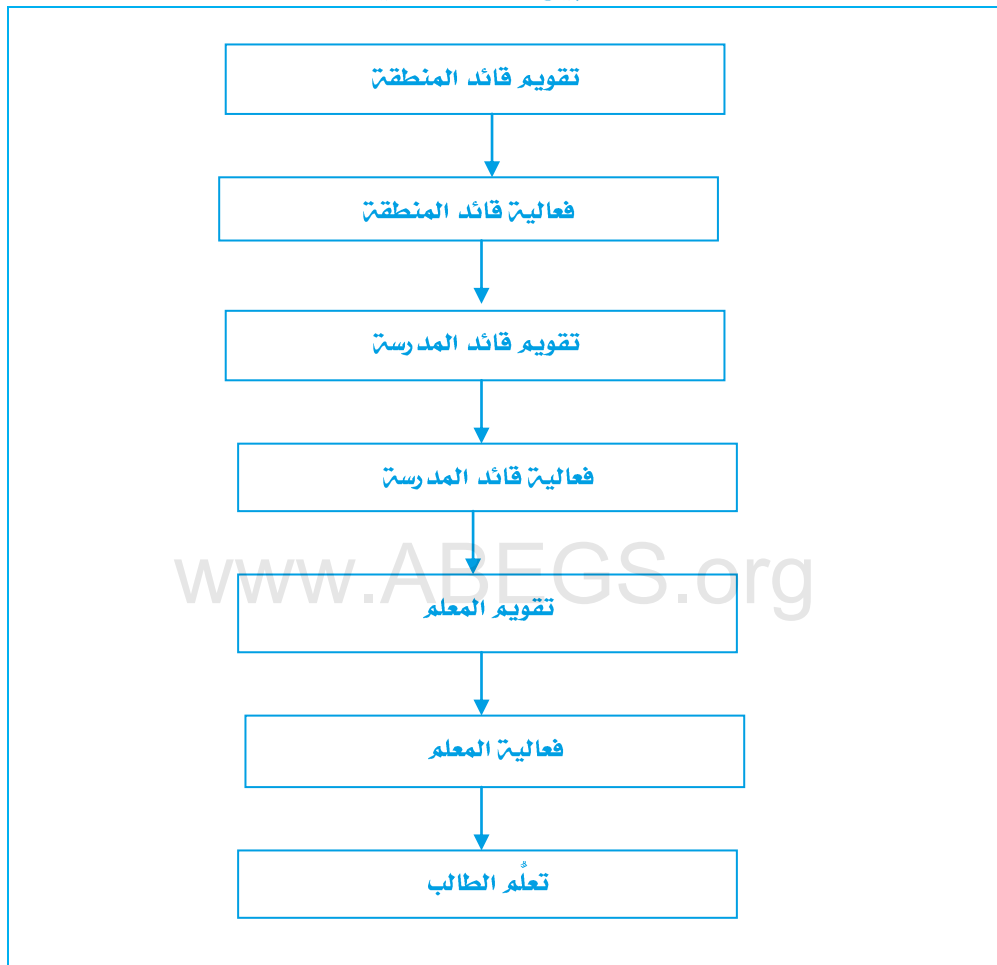 تقويم قائد المنطقة
فعالية قائد المنطقة
تقويم قائد المدرسة
فعالية قائد المدرسة
www.ABEGS.org
تقويم المعلم
فعالية المعلم
تعلُّم الطالب